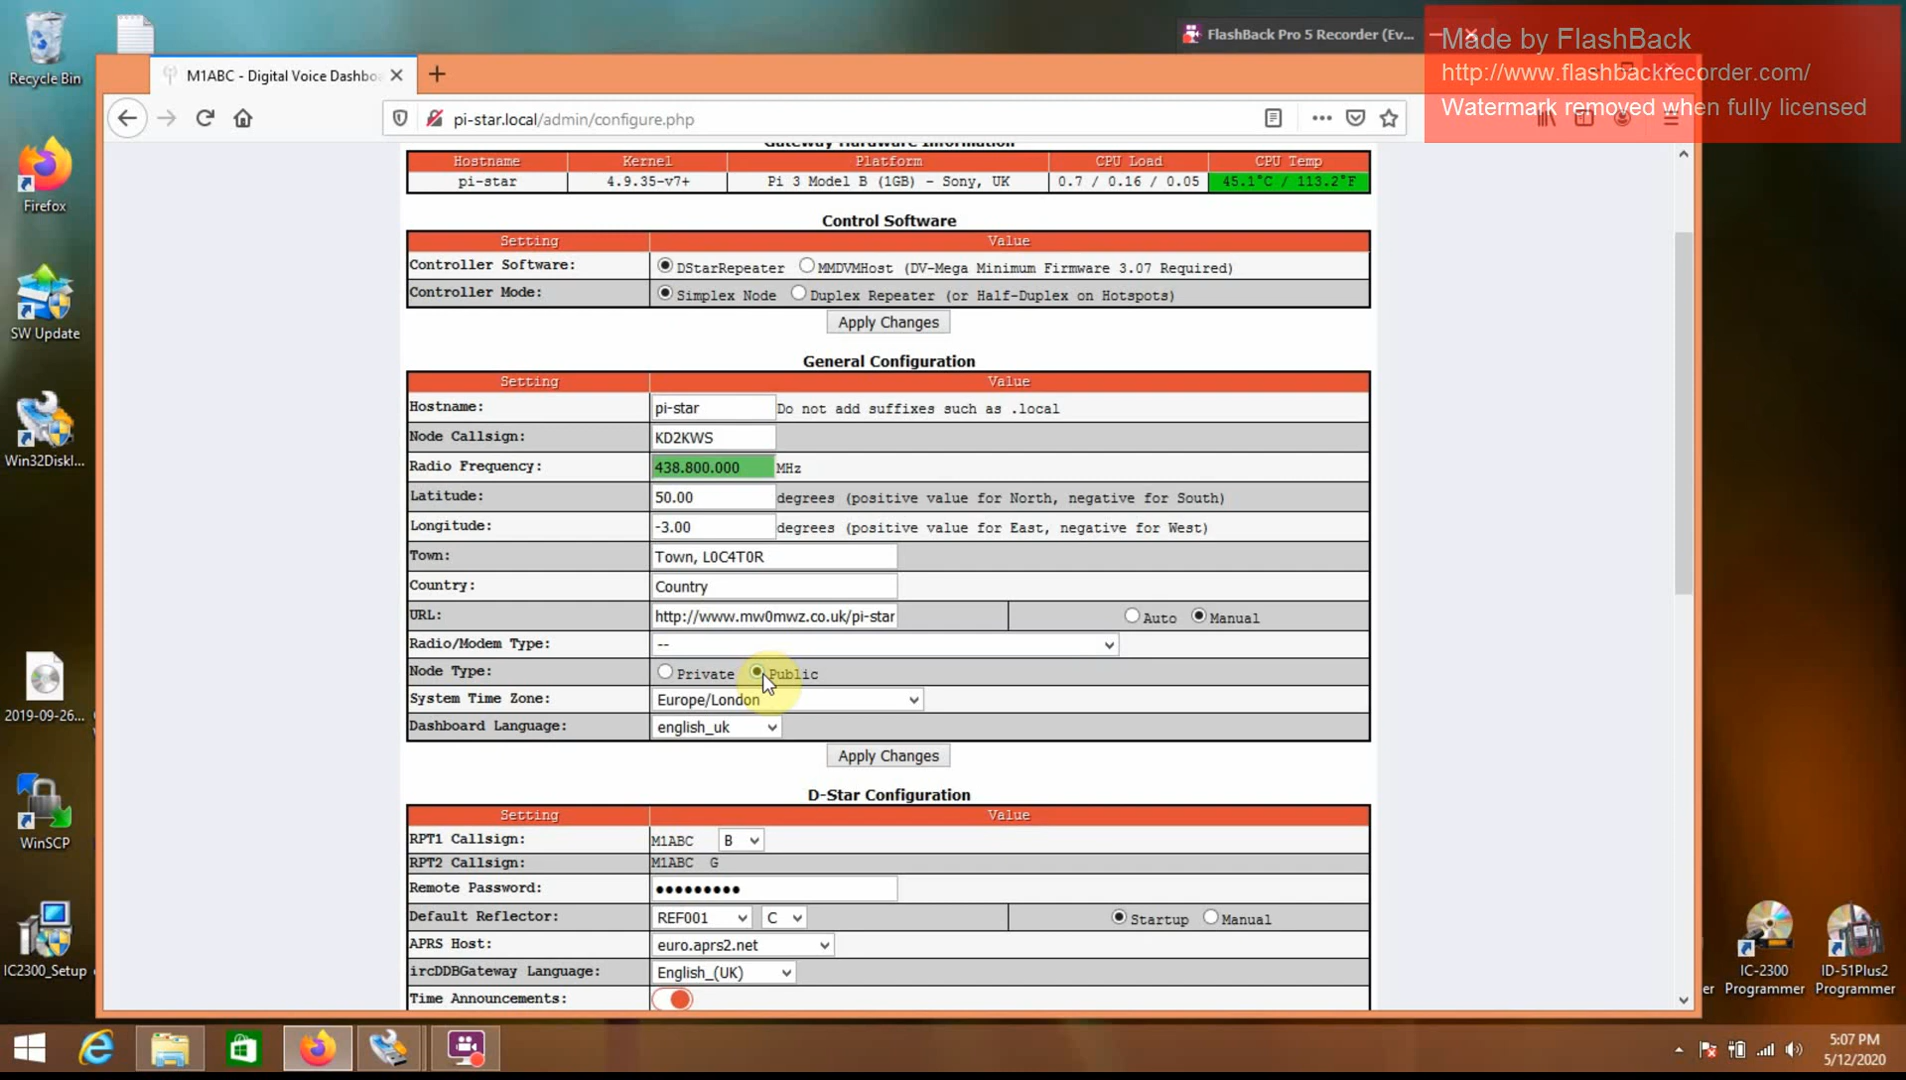 Recycle Bin
FlashBack Pro 5 Recorder (Ev...
Made by FlashBack
http://www.flashbackrecorder.com/
Watermark removed when fully licensed
M1ABC - Digital Voice Dashbo
pi-star.local/admin/configure.php
Firefox
SW Update
Win32DiskI...
2019-09-26...
WinSCP
IC2300_Setup
Gateway Hardware Information
Hostname Kernel Platform CPU Load CPU Temp
pi-star 4.9.35-v7+ Pi 3 Model B (1GB) - Sony, UK 0.7 / 0.16 / 0.05 45.1°C / 113.2°F
Control Software
Setting Value
Controller Software: DStarRepeater MMDVMHost (DV-Mega Minimum Firmware 3.07 Required)
Controller Mode: Simplex Node Duplex Repeater (or Half-Duplex on Hotspots)
Apply Changes
General Configuration
Setting Value
Hostname: pi-star Do not add suffixes such as .local
Node Callsign: KD2KWS
Radio Frequency: 438.800.000 MHz
Latitude: 50.00 degrees (positive value for North, negative for South)
Longitude: -3.00 degrees (positive value for East, negative for West)
Town: Town, L0C4T0R
Country: Country
URL: http://www.mw0mwz.co.uk/pi-star Auto Manual
Radio/Modem Type: --
Node Type: Private Public
System Time Zone: Europe/London
Dashboard Language: english_uk
Apply Changes
D-Star Configuration
Setting Value
RPT1 Callsign: M1ABC B
RPT2 Callsign: M1ABC G
Remote Password: •••••••••
Default Reflector: REF001 C Startup Manual
APRS Host: euro.aprs2.net
ircDDBGateway Language: English_(UK)
Time Announcements:
er
IC-2300 Programmer
ID-51Plus2 Programmer
5:07 PM
5/12/2020